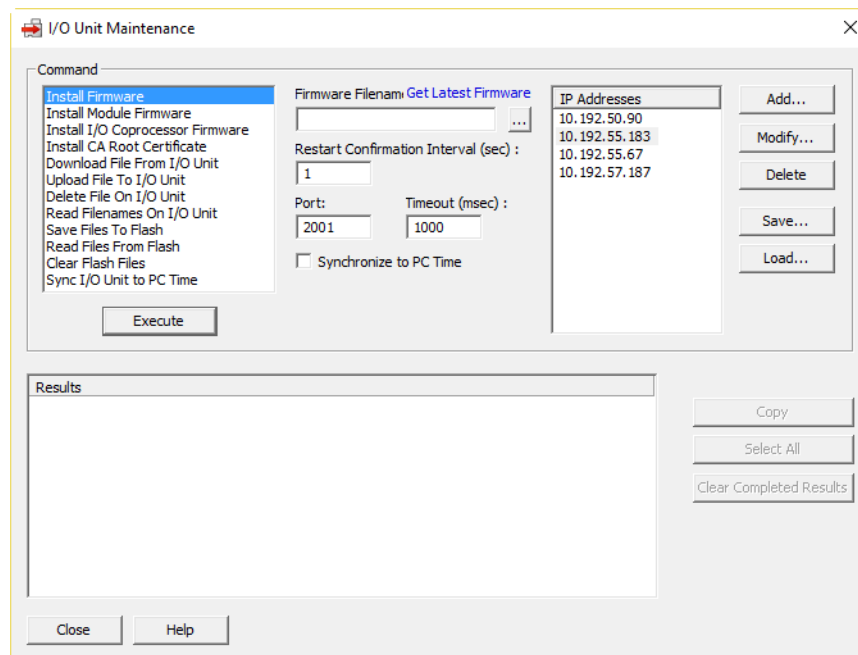 I/O Unit Maintenance
Command
Install Firmware
Install Module Firmware
Install I/O Coprocessor Firmware
Install CA Root Certificate
Download File From I/O Unit
Upload File To I/O Unit
Delete File On I/O Unit
Read Filenames On I/O Unit
Save Files To Flash
Read Files From Flash
Clear Flash Files
Sync I/O Unit to PC Time
Execute
Firmware Filenam Get Latest Firmware
...
Restart Confirmation Interval (sec) :
1
Port: Timeout (msec) :
2001 1000
Synchronize to PC Time
IP Addresses
10.192.50.90
10.192.55.183
10.192.55.67
10.192.57.187
Add...
Modify...
Delete
Save...
Load...
Results
Copy
Select All
Clear Completed Results
Close Help